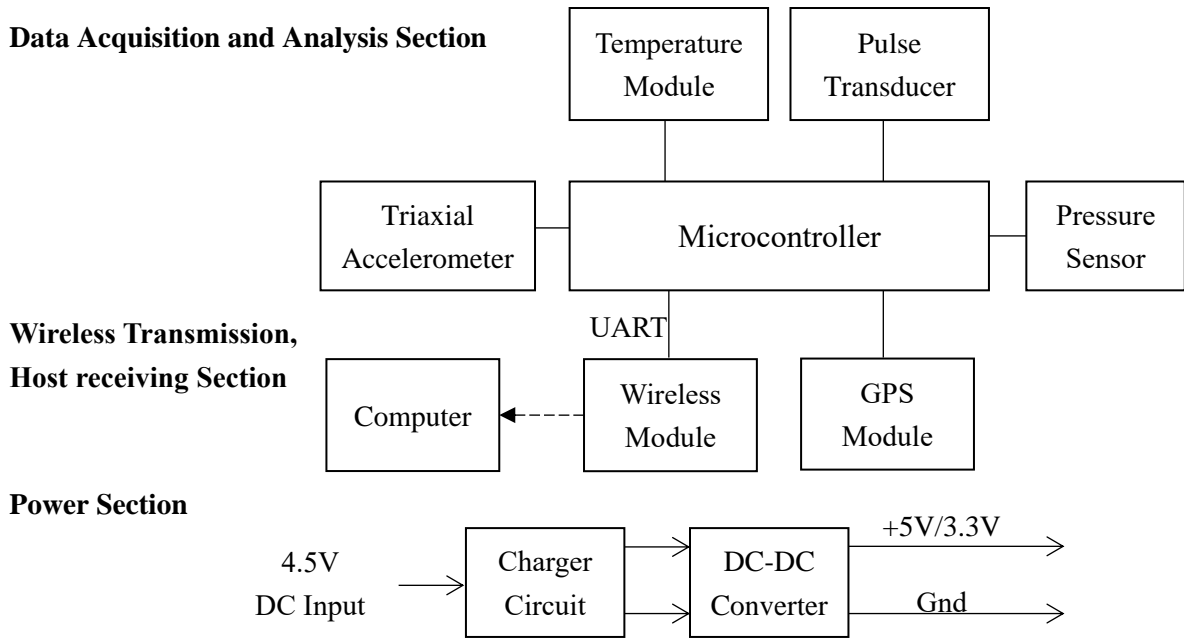 Data Acquisition and Analysis Section
Temperature
Module
Pulse
Transducer
Triaxial
Accelerometer
Microcontroller
Pressure
Sensor
Wireless Transmission,
Host receiving Section
UART
Computer
Wireless
Module
GPS
Module
Power Section
4.5V
DC Input
Charger
Circuit
DC-DC
Converter
+5V/3.3V
Gnd